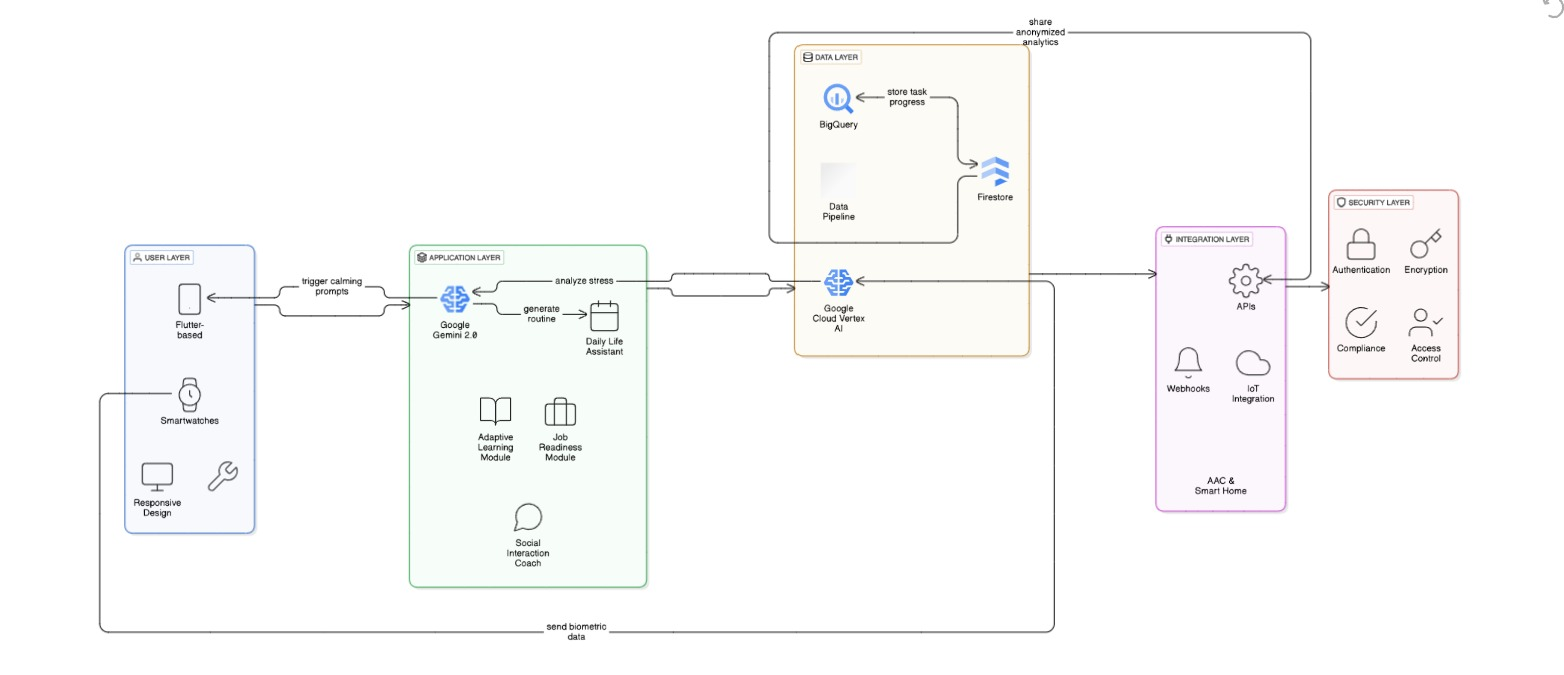 share
anonymized
analytics
DATA LAYER
store task
progress
BigQuery
Data
Pipeline
Firestore
Google
Cloud Vertex
AI
USER LAYER
Flutter-
based
Smartwatches
Responsive
Design
trigger calming
prompts
APPLICATION LAYER
analyze stress
generate
routine
Google
Gemini 2.0
Daily Life
Assistant
Adaptive
Learning
Module
Job
Readiness
Module
Social
Interaction
Coach
send biometric
data
INTEGRATION LAYER
APIs
Webhooks
IoT
Integration
AAC &
Smart Home
SECURITY LAYER
Authentication
Encryption
Compliance
Access
Control